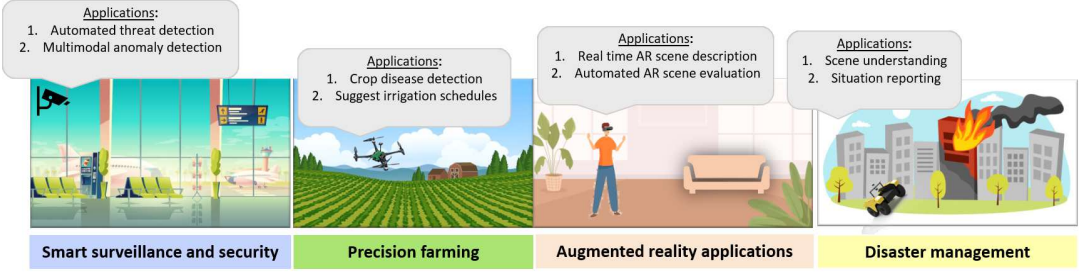 Applications:
1. Automated threat detection
2. Multimodal anomaly detection
Applications:
1. Crop disease detection
2. Suggest irrigation schedules
Applications:
1. Real time AR scene description
2. Automated AR scene evaluation
Applications:
1. Scene understanding
2. Situation reporting
Smart surveillance and security
Precision farming
Augmented reality applications
Disaster management